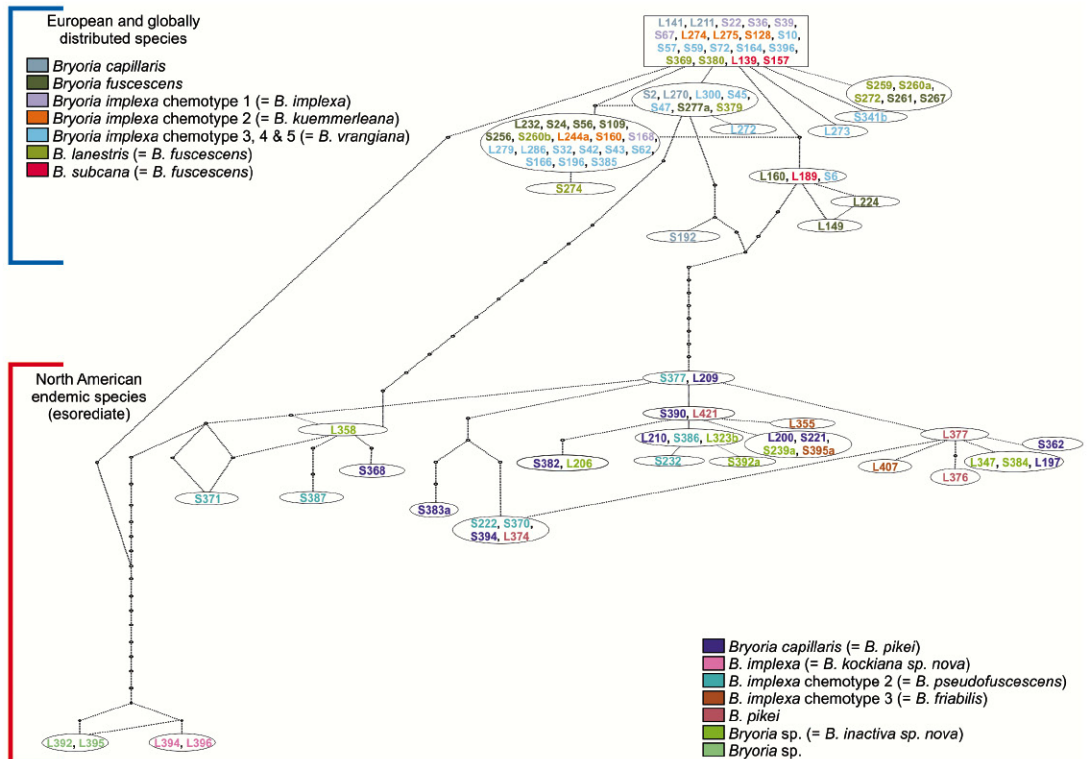 European and globally
distributed species
Bryoria capillaris
Bryoria fuscescens
Bryoria implexa chemotype 1 (= B. implexa)
Bryoria implexa chemotype 2 (= B. kuemmerleana)
Bryoria implexa chemotype 3, 4 & 5 (= B. vrangiana)
B. lanestris (= B. fuscescens)
B. subcana (= B. fuscescens)
L141, L211, S22, S36, S39,
S67, L274, L275, S128, S10,
S57, S59, S72, S164, S396,
S369, S380, L139, S157
S259, S260a,
S272, S261, S267
S341b
L273
S2, L270, L300, S45,
S47, S277a, S379
L272
L232, S24, S56, S109,
S256, S260b, L244a, S160, S168,
L279, L286, S32, S42, S43, S62,
S166, S196, S385
S274
L160, L189, S6
L224
L149
S192
North American
endemic species
(esorediate)
S377, L209
S390, L421
L355
L358
L210, S386, L323b
L200, S221,
S239a, S395a
L377
S362
S368
S382, L206
S232
S392a
L407
L347, S384, L197
L376
S371
S387
S383a
S222, S370,
S394, L374
L392, L395
L394, L396
Bryoria capillaris (= B. pikei)
B. implexa (= B. kockiana sp. nova)
B. implexa chemotype 2 (= B. pseudofuscescens)
B. implexa chemotype 3 (= B. friabilis)
B. pikei
Bryoria sp. (= B. inactiva sp. nova)
Bryoria sp.